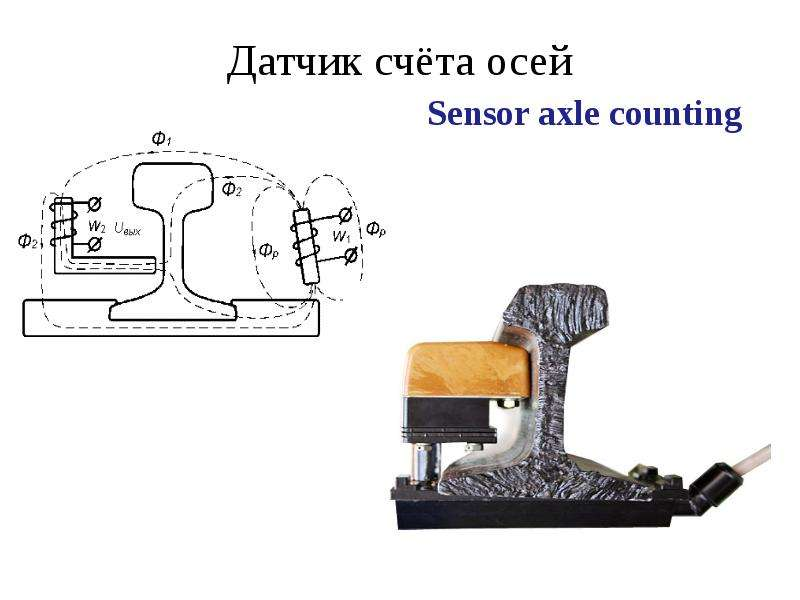 Датчик счёта осей
Sensor axle counting
Ф1
Ф2
w2 Uвых
w1
Фр
Ф2
Фр